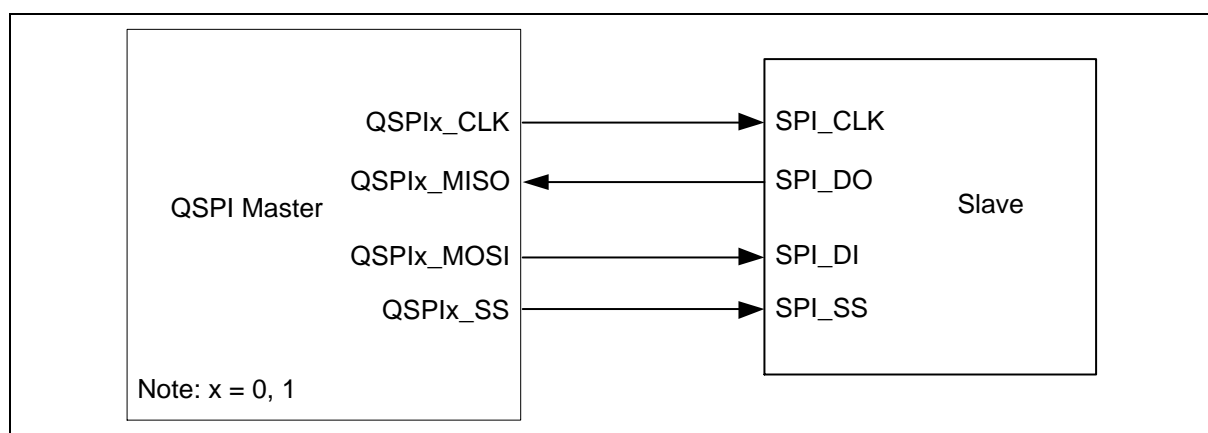 QSPIx_CLK
SPI_CLK
QSPIx_MISO
SPI_DO
QSPI Master
Slave
QSPIx_MOSI
SPI_DI
QSPIx_SS
SPI_SS
Note: x = 0, 1